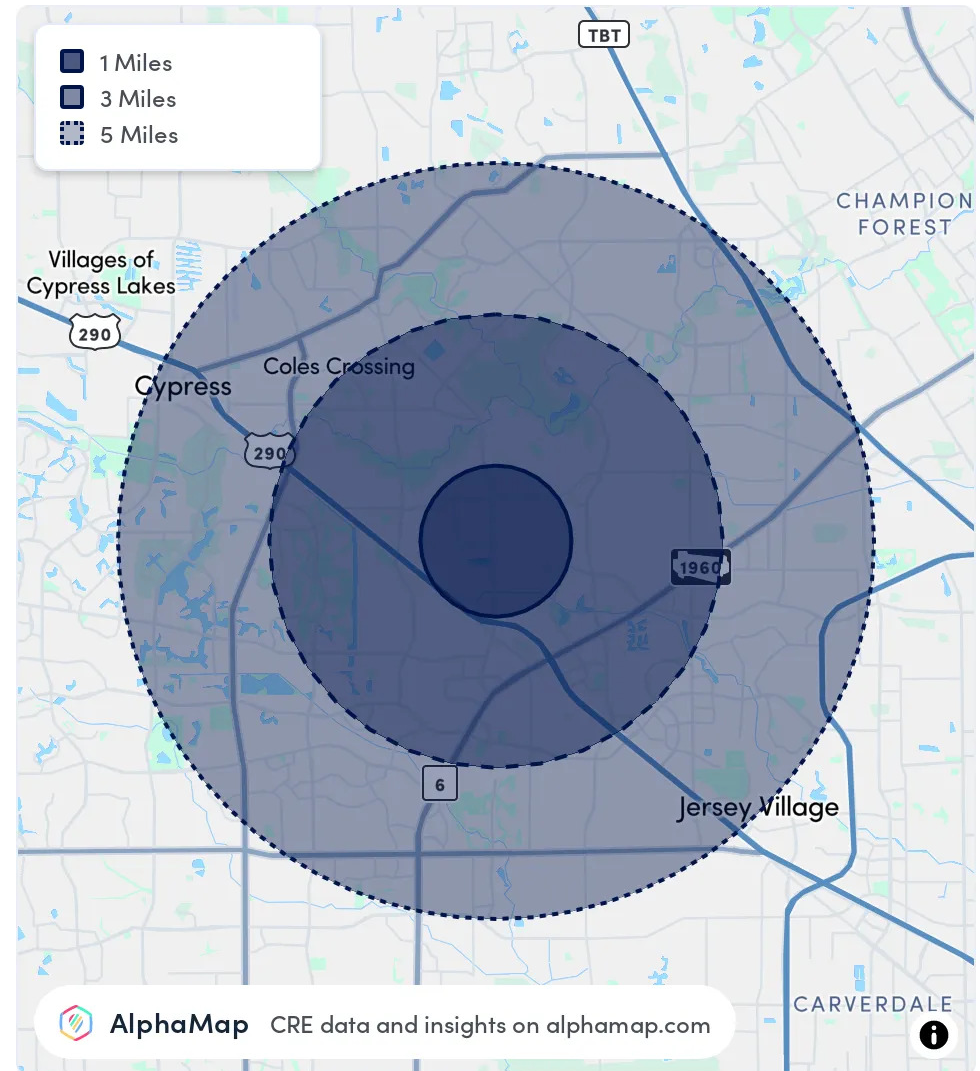 1 Miles
3 Miles
5 Miles
TBT
CHAMPION
FOREST
Villages of
Cypress Lakes
290
Coles Crossing
Cypress
290
1960
6
Jersey Village
CARVERDALE
AlphaMap CRE data and insights on alphamap.com